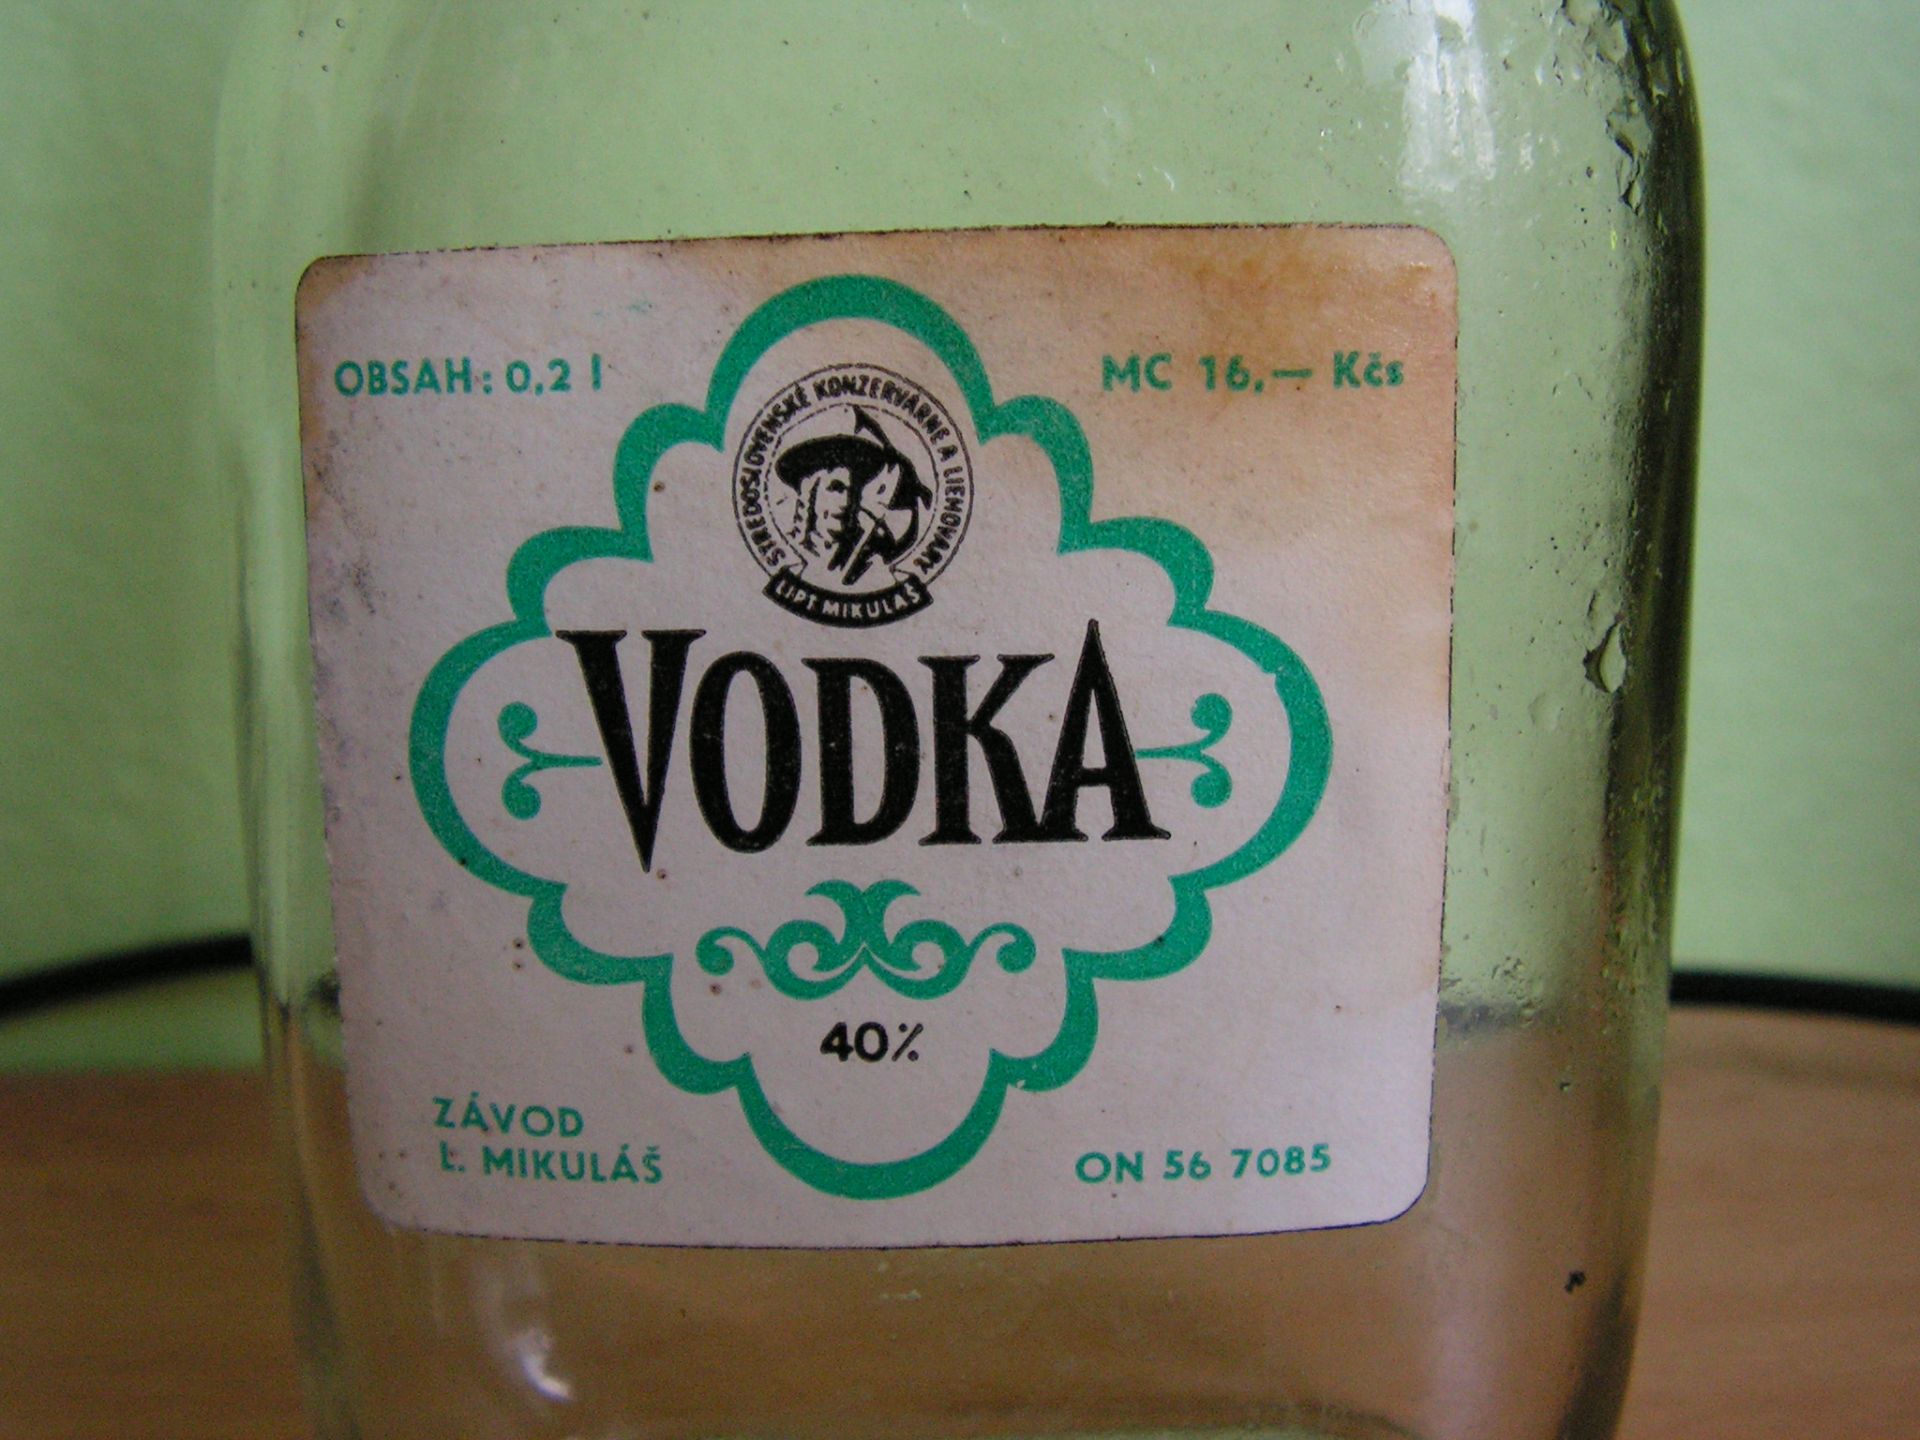 OBSAH: 0,2 l
MC 16,— Kčs
STREDOSLOVENSKÉ KONZERVÁRNE A LIEHOVARY
LIPT. MIKULÁŠ
VODKA
40%
ZÁVOD
L. MIKULÁŠ
ON 56 7085